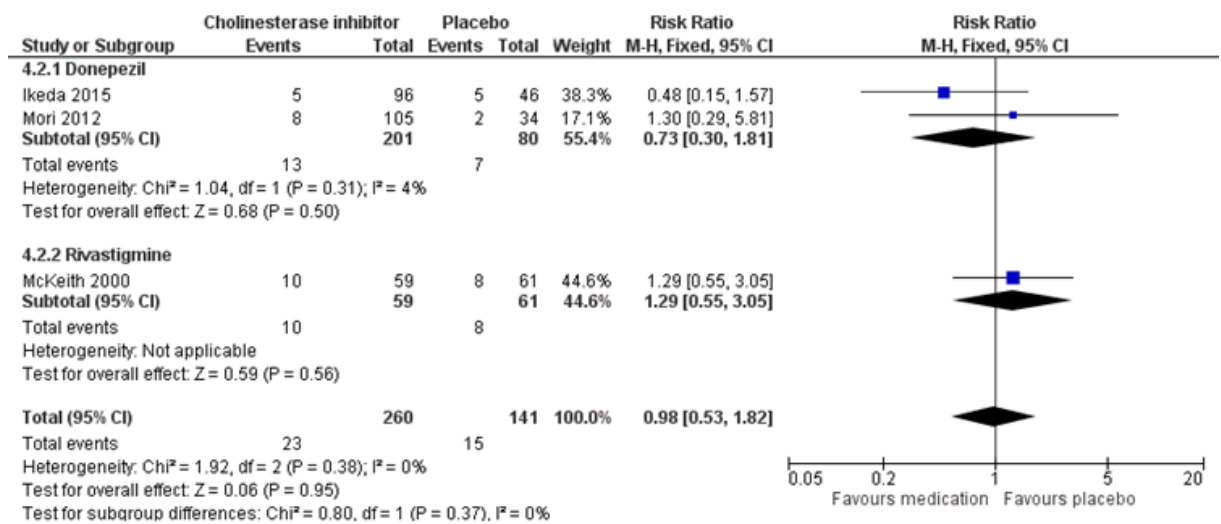 Cholinesterase inhibitor Placebo Risk Ratio Risk Ratio
Study or Subgroup Events Total Events Total Weight M-H, Fixed, 95% CI M-H, Fixed, 95% CI
4.2.1 Donepezil
Ikeda 2015 5 96 5 46 38.3% 0.48 [0.15, 1.57]
Mori 2012 8 105 2 34 17.1% 1.30 [0.29, 5.81]
Subtotal (95% CI) 201 80 55.4% 0.73 [0.30, 1.81]
Total events 13 7
Heterogeneity: Chi² = 1.04, df = 1 (P = 0.31); I² = 4%
Test for overall effect: Z = 0.68 (P = 0.50)
4.2.2 Rivastigmine
McKeith 2000 10 59 8 61 44.6% 1.29 [0.55, 3.05]
Subtotal (95% CI) 59 61 44.6% 1.29 [0.55, 3.05]
Total events 10 8
Heterogeneity: Not applicable
Test for overall effect: Z = 0.59 (P = 0.56)
Total (95% CI) 260 141 100.0% 0.98 [0.53, 1.82]
Total events 23 15
Heterogeneity: Chi² = 1.92, df = 2 (P = 0.38); I² = 0%
Test for overall effect: Z = 0.06 (P = 0.95)
Test for subgroup differences: Chi² = 0.80, df = 1 (P = 0.37), I² = 0%
0.05 0.2 1 5 20
Favours medication Favours placebo